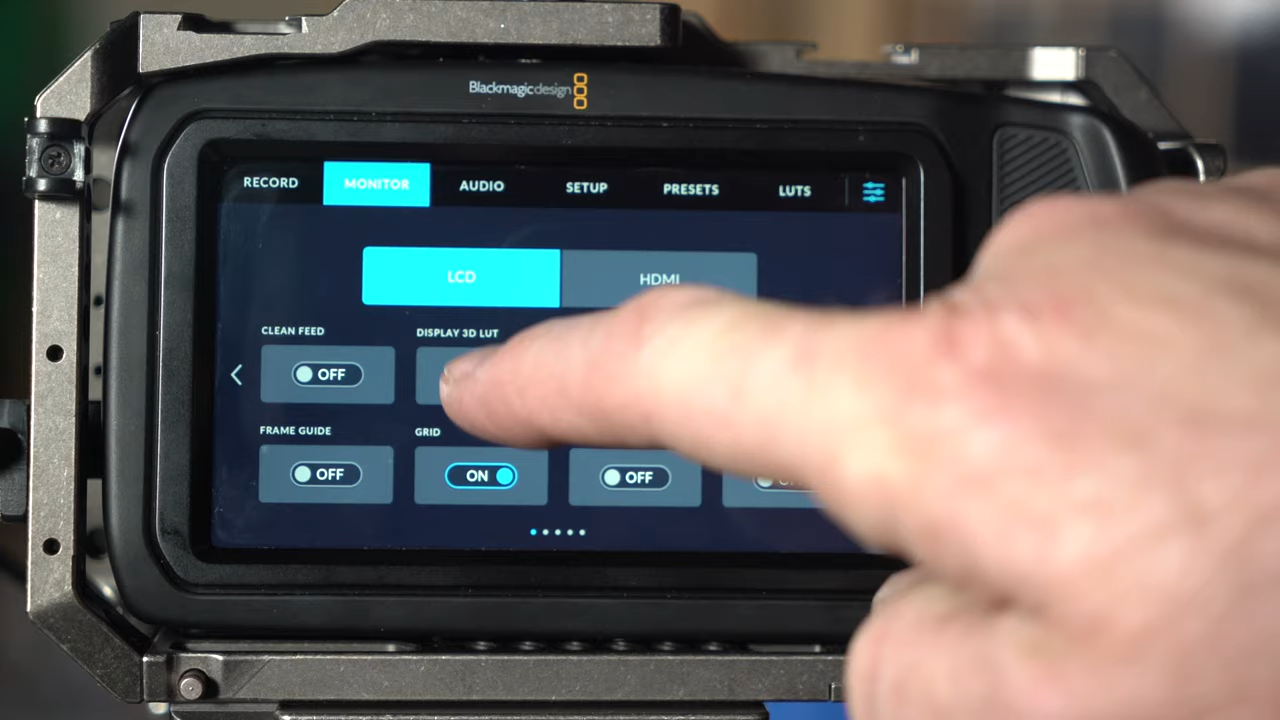 Blackmagicdesign
RECORD MONITOR AUDIO SETUP PRESETS LUTS
LCD HDMI
CLEAN FEED DISPLAY 3D LUT
OFF
FRAME GUIDE GRID
OFF ON OFF